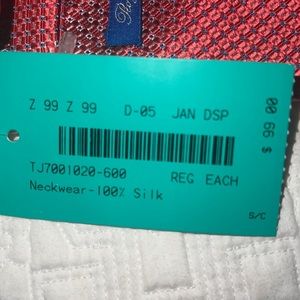 Z 99 Z 99 D-05 JAN DSP
TJ7001020-600
REG EACH
Neckwear-100% Silk
S/C
$ 99 00